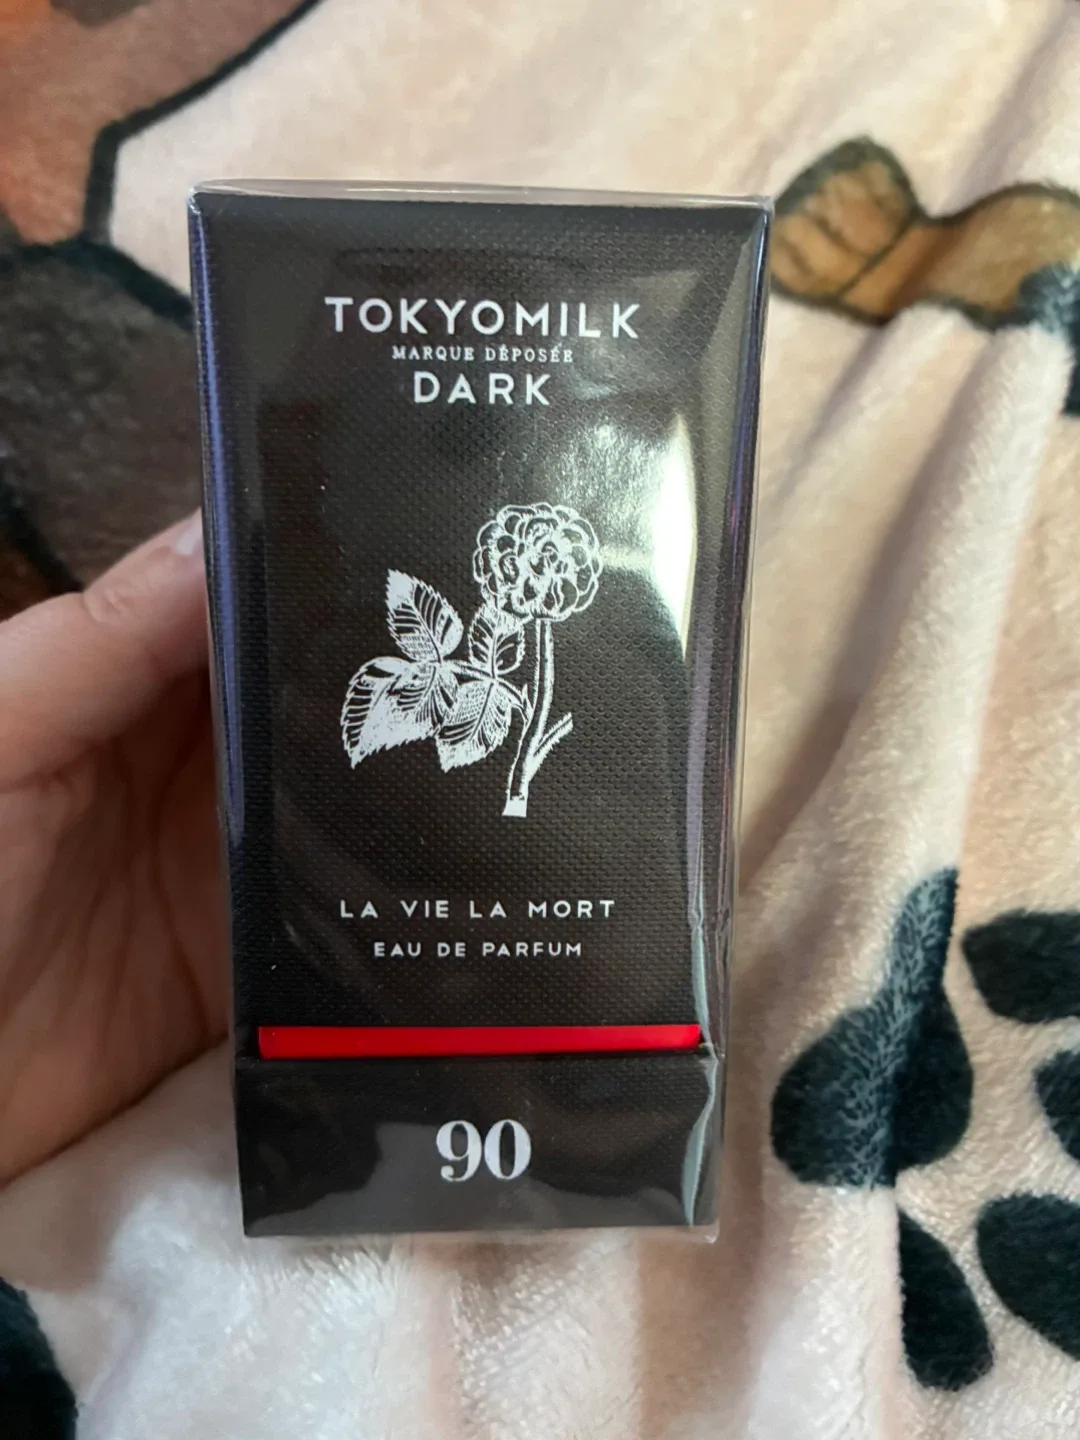 TOKYOMILK
MARQUE DÉPOSÉE
DARK
LA VIE LA MORT
EAU DE PARFUM
90